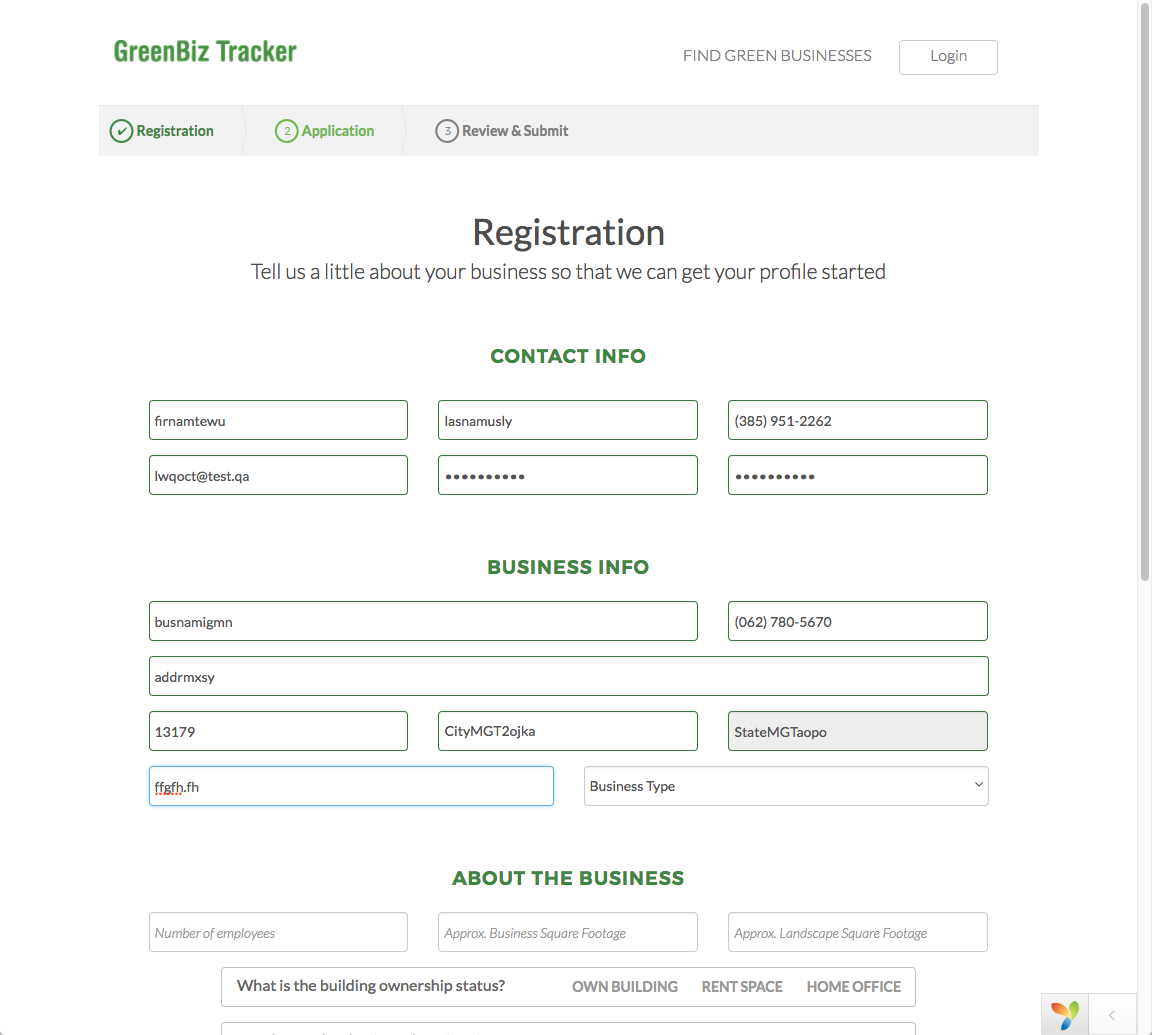 GreenBiz Tracker
FIND GREEN BUSINESSES Login
Registration 2 Application 3 Review & Submit
Registration
Tell us a little about your business so that we can get your profile started
CONTACT INFO
firnamtewu lasnamusly (385) 951-2262
lwqoct@test.qa •••••••••• ••••••••••
BUSINESS INFO
busnamigmn (062) 780-5670
addrmxsy
13179 CityMGT2ojka StateMGTaopo
ffgfh.fh Business Type
ABOUT THE BUSINESS
Number of employees Approx. Business Square Footage Approx. Landscape Square Footage
What is the building ownership status? OWN BUILDING RENT SPACE HOME OFFICE